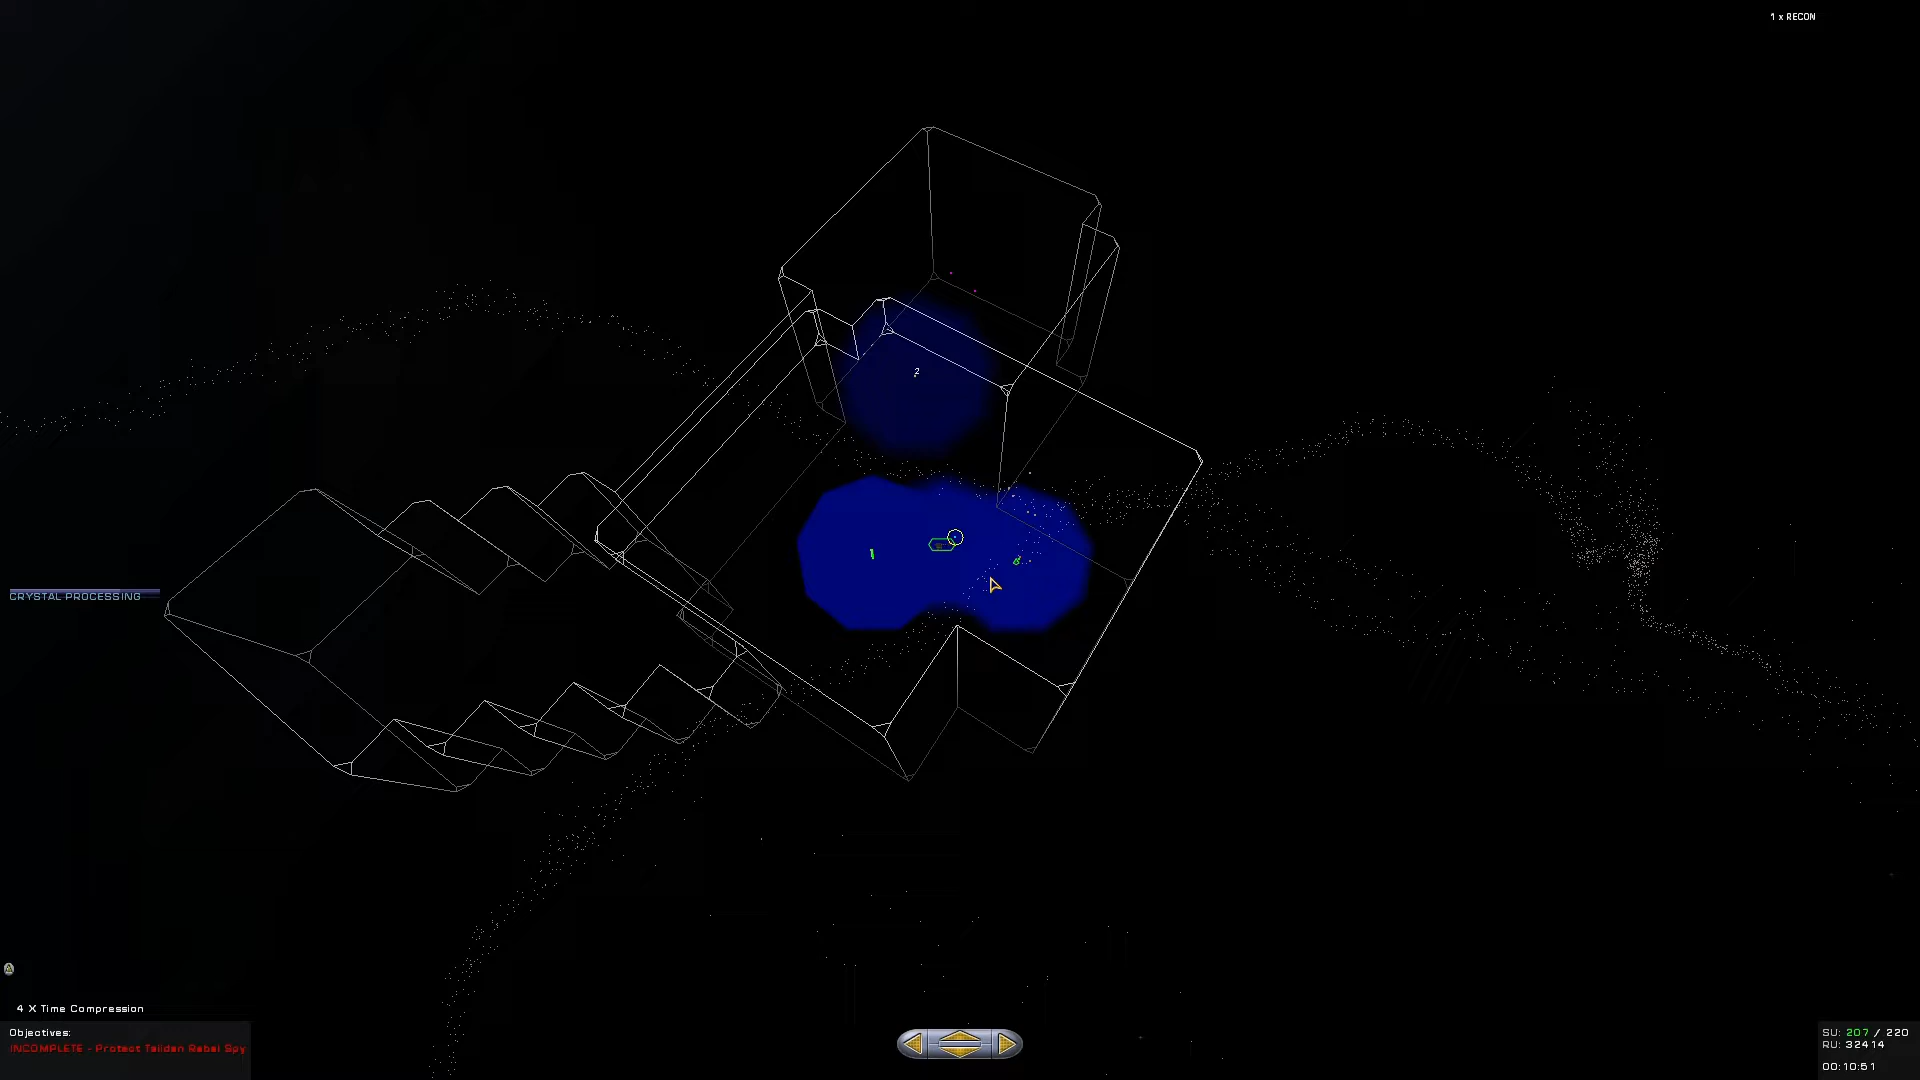 1 x RECON
2
1
CRYSTAL PROCESSING
4 X Time Compression
Objectives:
INCOMPLETE - Protect Taiidan Rebel Spy
SU: 207 / 220
RU: 32414
00:10:51